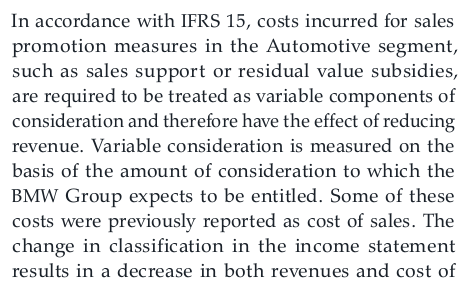 In accordance with IFRS 15, costs incurred for sales
promotion measures in the Automotive segment,
such as sales support or residual value subsidies,
are required to be treated as variable components of
consideration and therefore have the effect of reducing
revenue. Variable consideration is measured on the
basis of the amount of consideration to which the
BMW Group expects to be entitled. Some of these
costs were previously reported as cost of sales. The
change in classification in the income statement
results in a decrease in both revenues and cost of